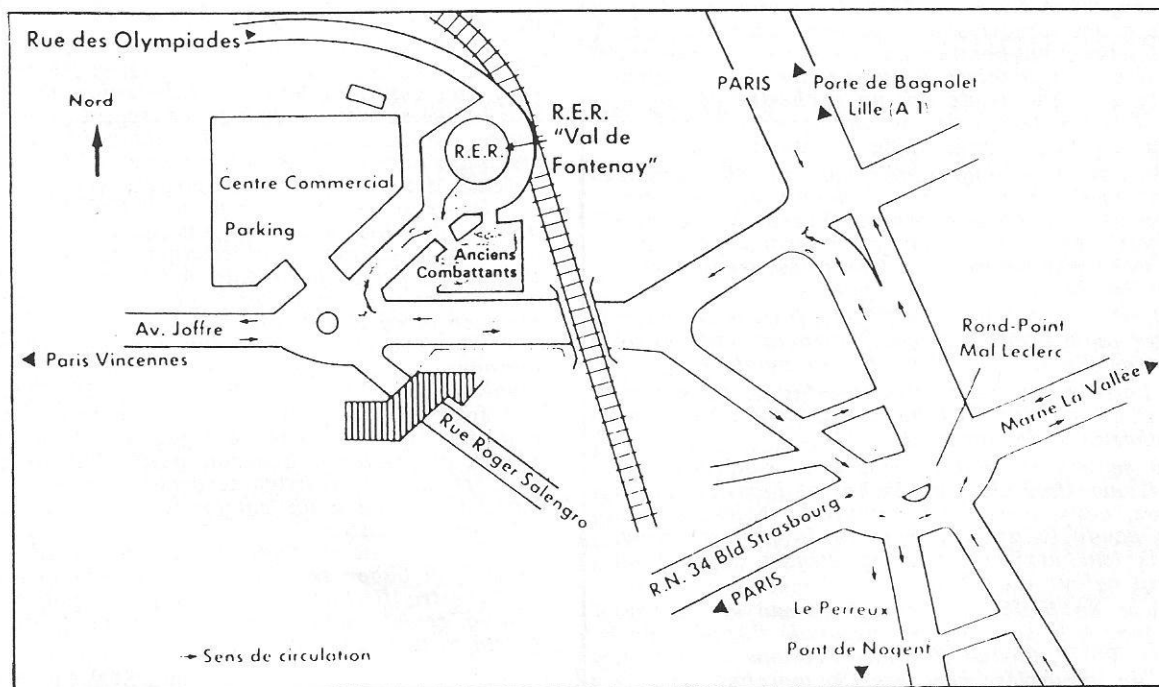 Rue des Olympiades
Nord
PARIS
Porte de Bagnolet
Lille (A 1)
R.E.R.
"Val de
Fontenay"
R.E.R.
Centre Commercial
Parking
Anciens
Combattants
Av. Joffre
Paris Vincennes
Rond-Point
Mal Leclerc
Marne La Vallée
Rue Roger Salengro
R.N. 34 Bld Strasbourg
PARIS
Le Perreux
Pont de Nogent
Sens de circulation